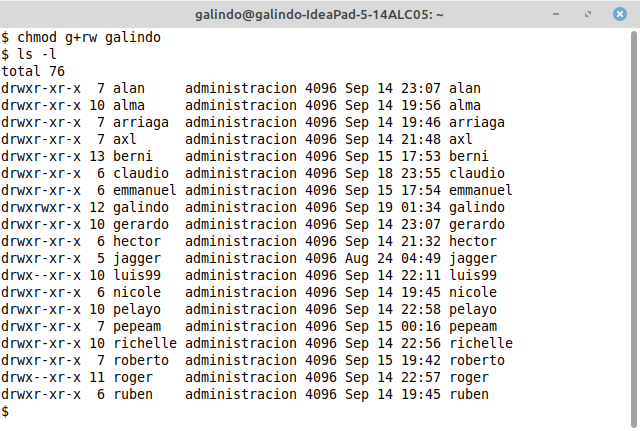 galindo@galindo-IdeaPad-5-14ALC05: ~
$ chmod g+rw galindo
$ ls -l
total 76
drwxr-xr-x  7 alan     administracion 4096 Sep 14 23:07 alan
drwxr-xr-x 10 alma     administracion 4096 Sep 14 19:56 alma
drwxr-xr-x  7 arriaga  administracion 4096 Sep 14 19:46 arriaga
drwxr-xr-x  7 axl      administracion 4096 Sep 14 21:48 axl
drwxr-xr-x 13 berni    administracion 4096 Sep 15 17:53 berni
drwxr-xr-x  6 claudio  administracion 4096 Sep 18 23:55 claudio
drwxr-xr-x  6 emmanuel administracion 4096 Sep 15 17:54 emmanuel
drwxrwxr-x 12 galindo  administracion 4096 Sep 19 01:34 galindo
drwxr-xr-x 10 gerardo  administracion 4096 Sep 14 23:07 gerardo
drwxr-xr-x  6 hector   administracion 4096 Sep 14 21:32 hector
drwxr-xr-x  5 jagger   administracion 4096 Aug 24 04:49 jagger
drwx--xr-x 10 luis99   administracion 4096 Sep 14 22:11 luis99
drwxr-xr-x  6 nicole   administracion 4096 Sep 14 19:45 nicole
drwxr-xr-x 10 pelayo   administracion 4096 Sep 14 22:58 pelayo
drwxr-xr-x  7 pepeam   administracion 4096 Sep 15 00:16 pepeam
drwxr-xr-x 10 richelle administracion 4096 Sep 14 22:56 richelle
drwxr-xr-x  7 roberto  administracion 4096 Sep 15 19:42 roberto
drwx--xr-x 11 roger    administracion 4096 Sep 14 22:57 roger
drwxr-xr-x  6 ruben    administracion 4096 Sep 14 19:45 ruben
$